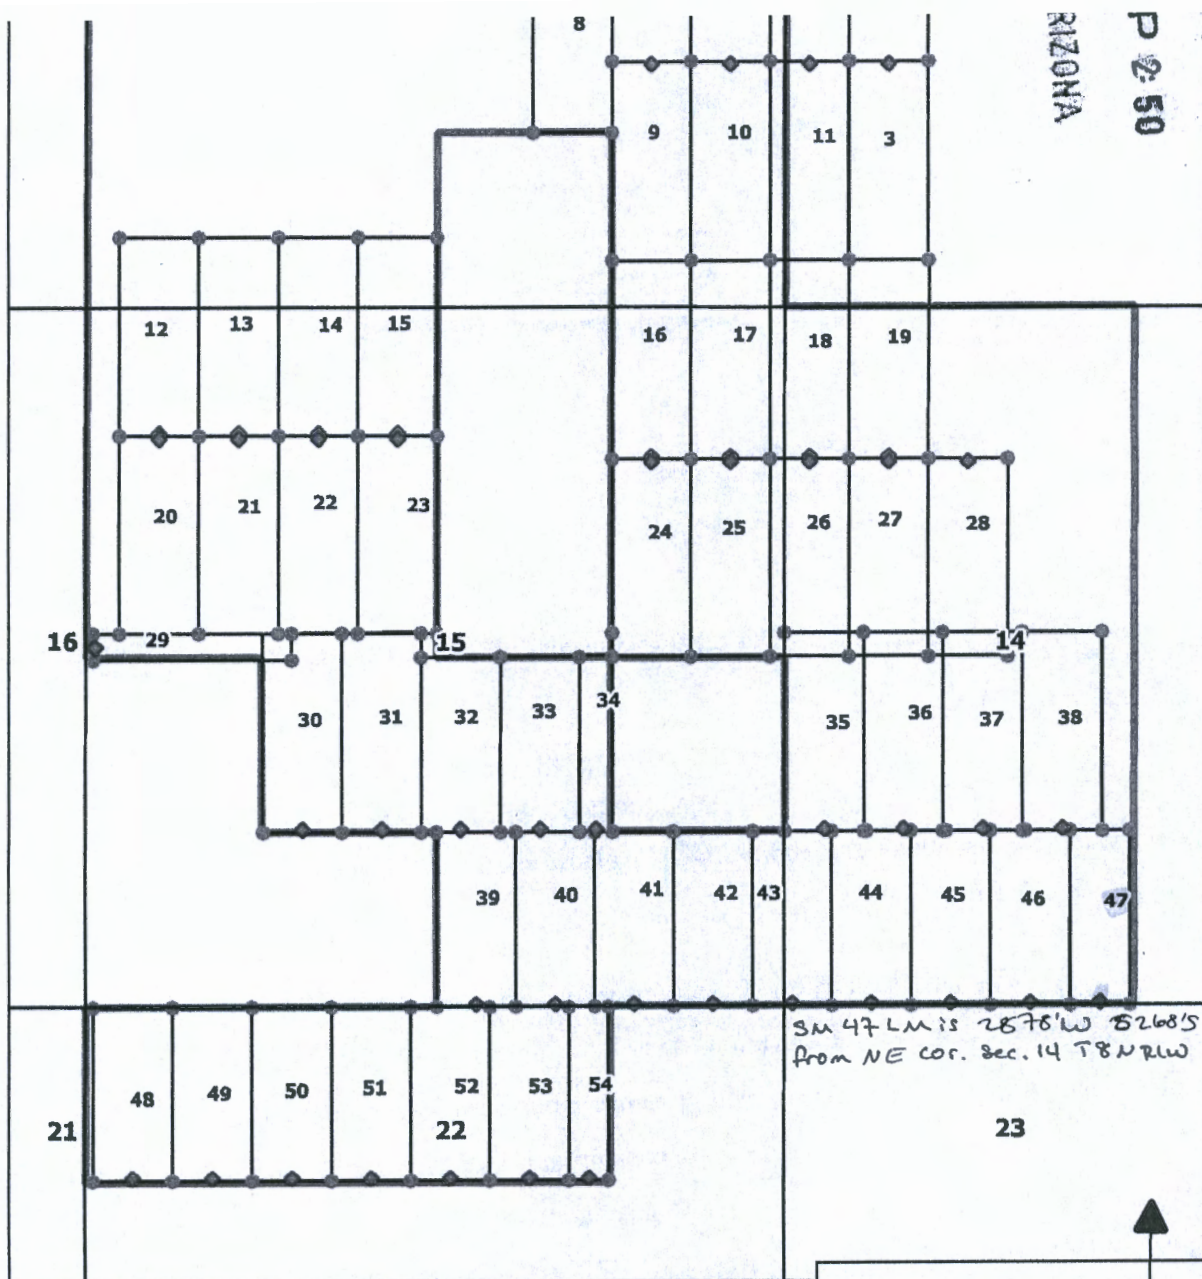 8
RIZONA
P 2:50
9 10 11 3
12 13 14 15 16 17 18 19
20 21 22 23 24 25 26 27 28
16 29 15 14
30 31 32 33 34 35 36 37 38
39 40 41 42 43 44 45 46 47
SM 47 LM is 2878'W 5268'S
from NE cor. sec. 14 T8N R1W
48 49 50 51 52 53 54
21 22 23